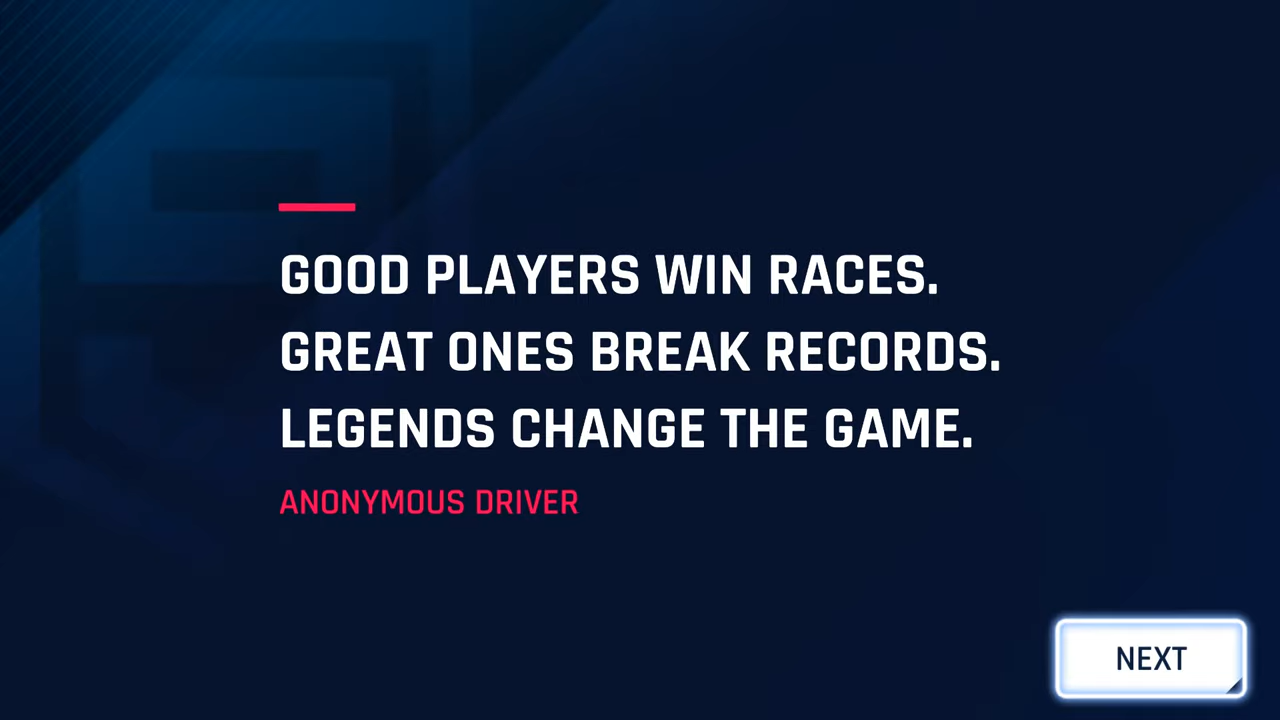 GOOD PLAYERS WIN RACES.
GREAT ONES BREAK RECORDS.
LEGENDS CHANGE THE GAME.
ANONYMOUS DRIVER
NEXT